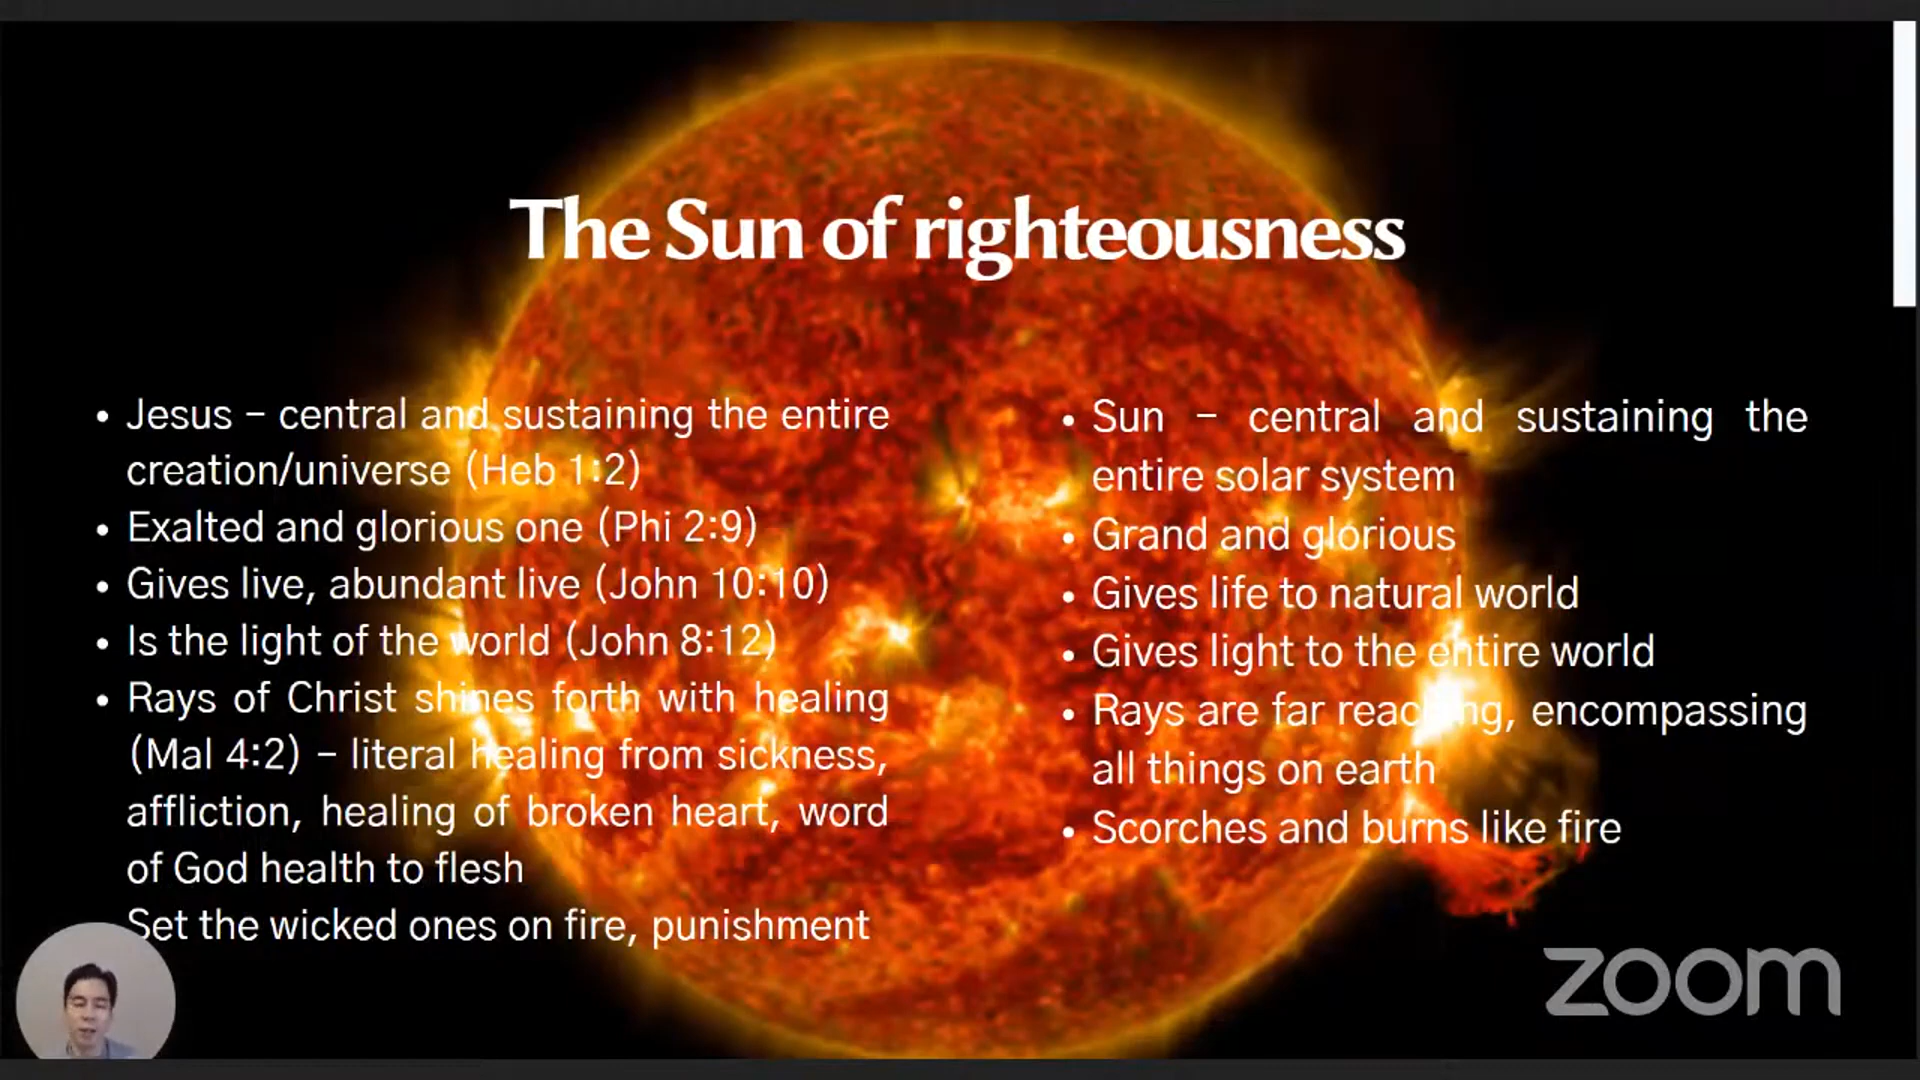 The Sun of righteousness
• Jesus – central and sustaining the entire
creation/universe (Heb 1:2)
• Exalted and glorious one (Phi 2:9)
• Gives live, abundant live (John 10:10)
• Is the light of the world (John 8:12)
• Rays of Christ shines forth with healing
(Mal 4:2) – literal healing from sickness,
affliction, healing of broken heart, word
of God health to flesh
Set the wicked ones on fire, punishment
• Sun – central and sustaining the
entire solar system
• Grand and glorious
• Gives life to natural world
• Gives light to the entire world
• Rays are far reaching, encompassing
all things on earth
• Scorches and burns like fire
zoom